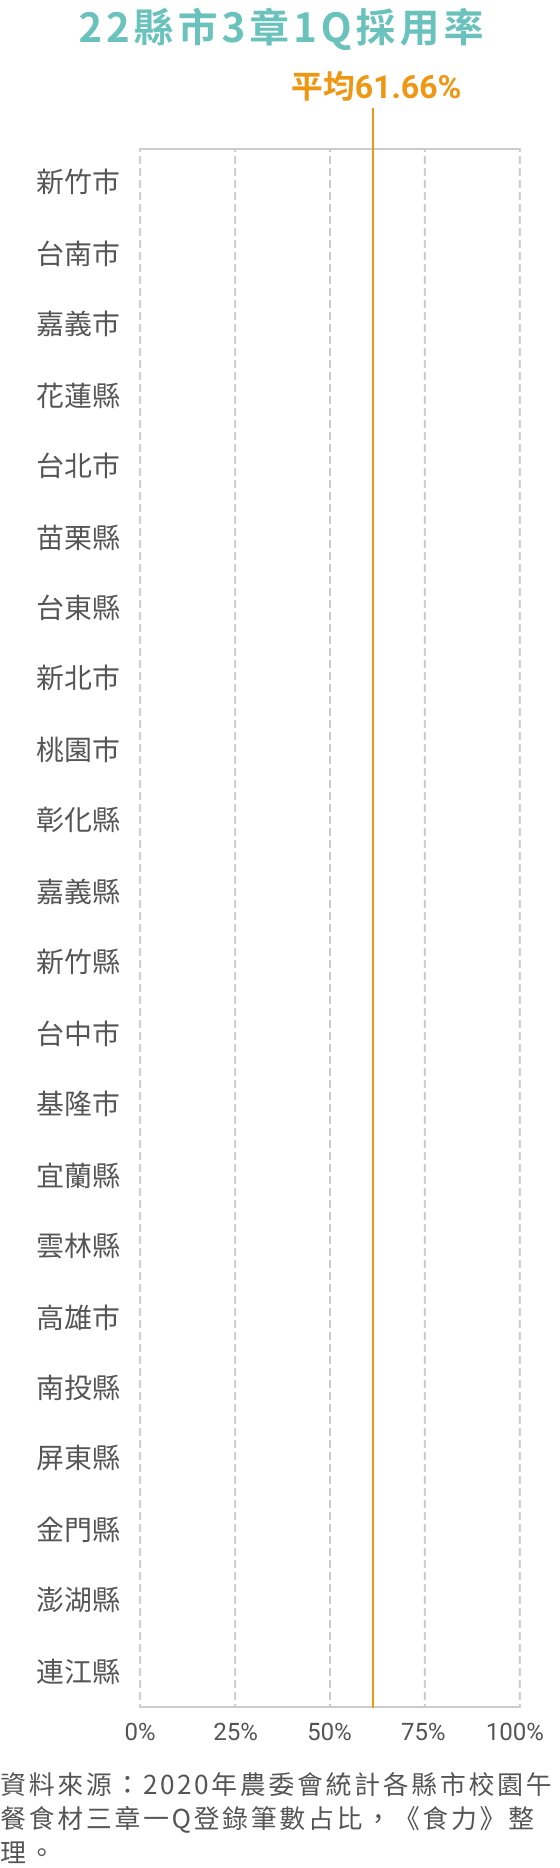 22縣市3章1Q採用率
平均61.66%
新竹市
台南市
嘉義市
花蓮縣
台北市
苗栗縣
台東縣
新北市
桃園市
彰化縣
嘉義縣
新竹縣
台中市
基隆市
宜蘭縣
雲林縣
高雄市
南投縣
屏東縣
金門縣
澎湖縣
連江縣
0% 25% 50% 75% 100%
資料來源：2020年農委會統計各縣市校園午
餐食材三章一Q登錄筆數占比，《食力》整
理。